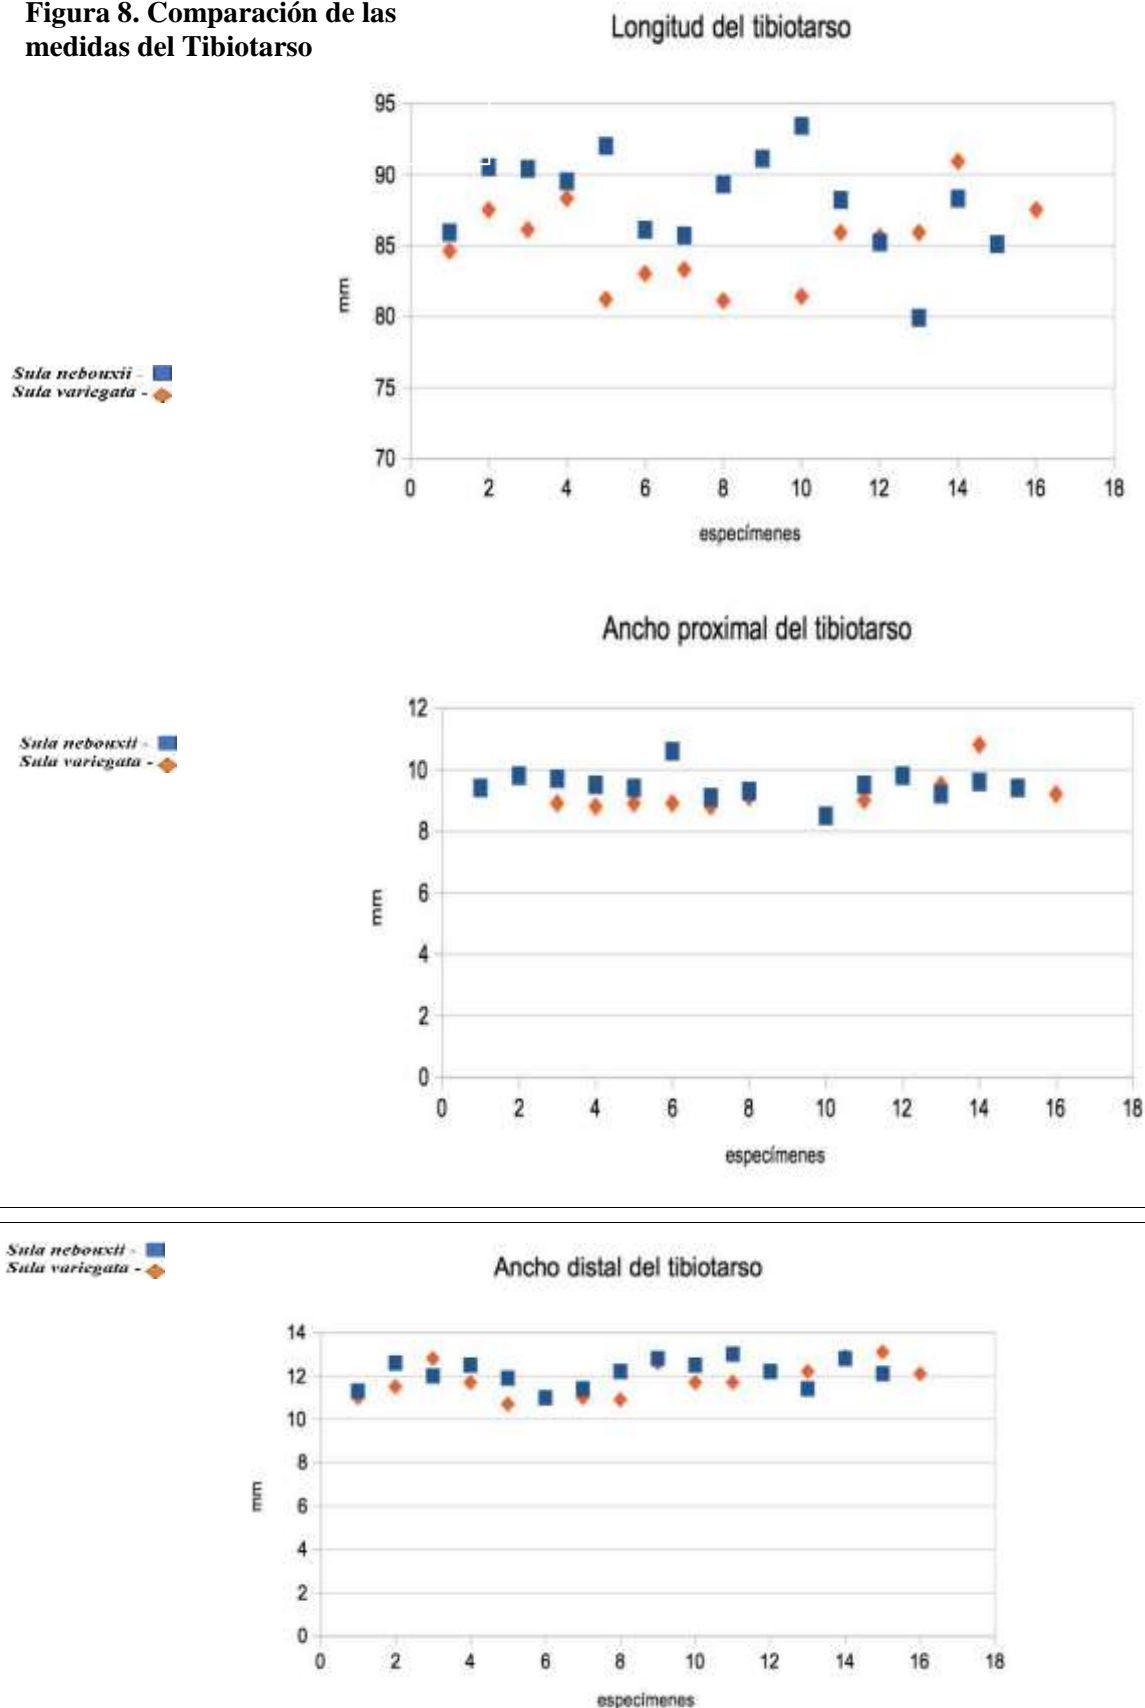 Figura 8. Comparación de las
medidas del Tibiotarso
Longitud del tibiotarso
95
90
85
80
75
70
mm
0 2 4 6 8 10 12 14 16 18
especímenes
Sula nebouxii -
Sula variegata -
Ancho proximal del tibiotarso
Sula nebouxii -
Sula variegata -
12
10
8
6
4
2
0
mm
0 2 4 6 8 10 12 14 16 18
especímenes
Sula nebouxii -
Sula variegata -
Ancho distal del tibiotarso
14
12
10
8
6
4
2
0
mm
0 2 4 6 8 10 12 14 16 18
especímenes